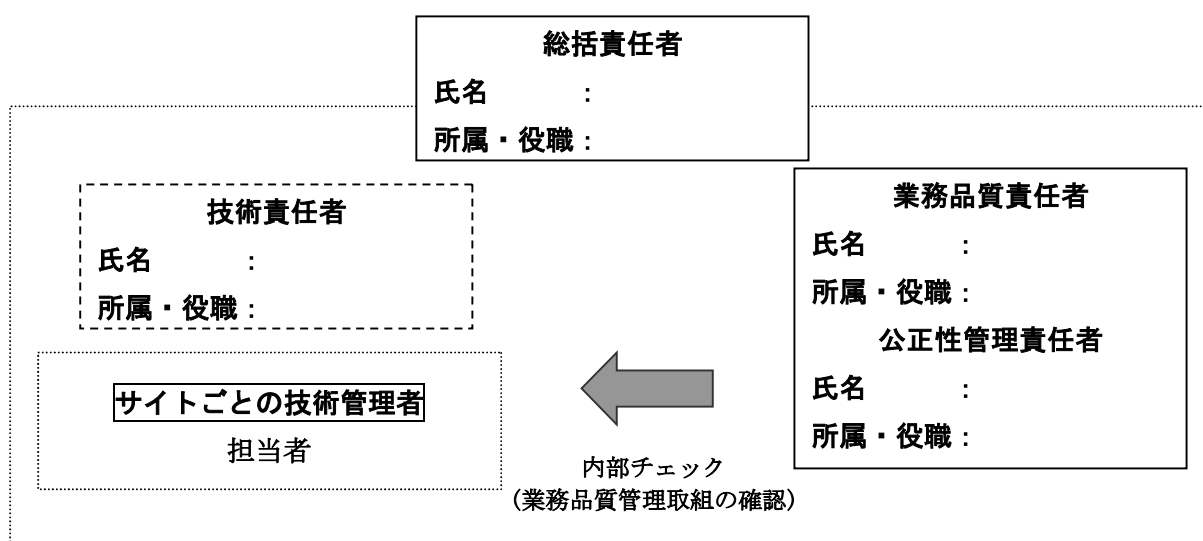 総括責任者
氏名　　　：
所属・役職：
技術責任者
氏名　　　：
所属・役職：
サイトごとの技術管理者
担当者
内部チェック
(業務品質管理取組の確認)
業務品質責任者
氏名　　　：
所属・役職：
公正性管理責任者
氏名　　　：
所属・役職：